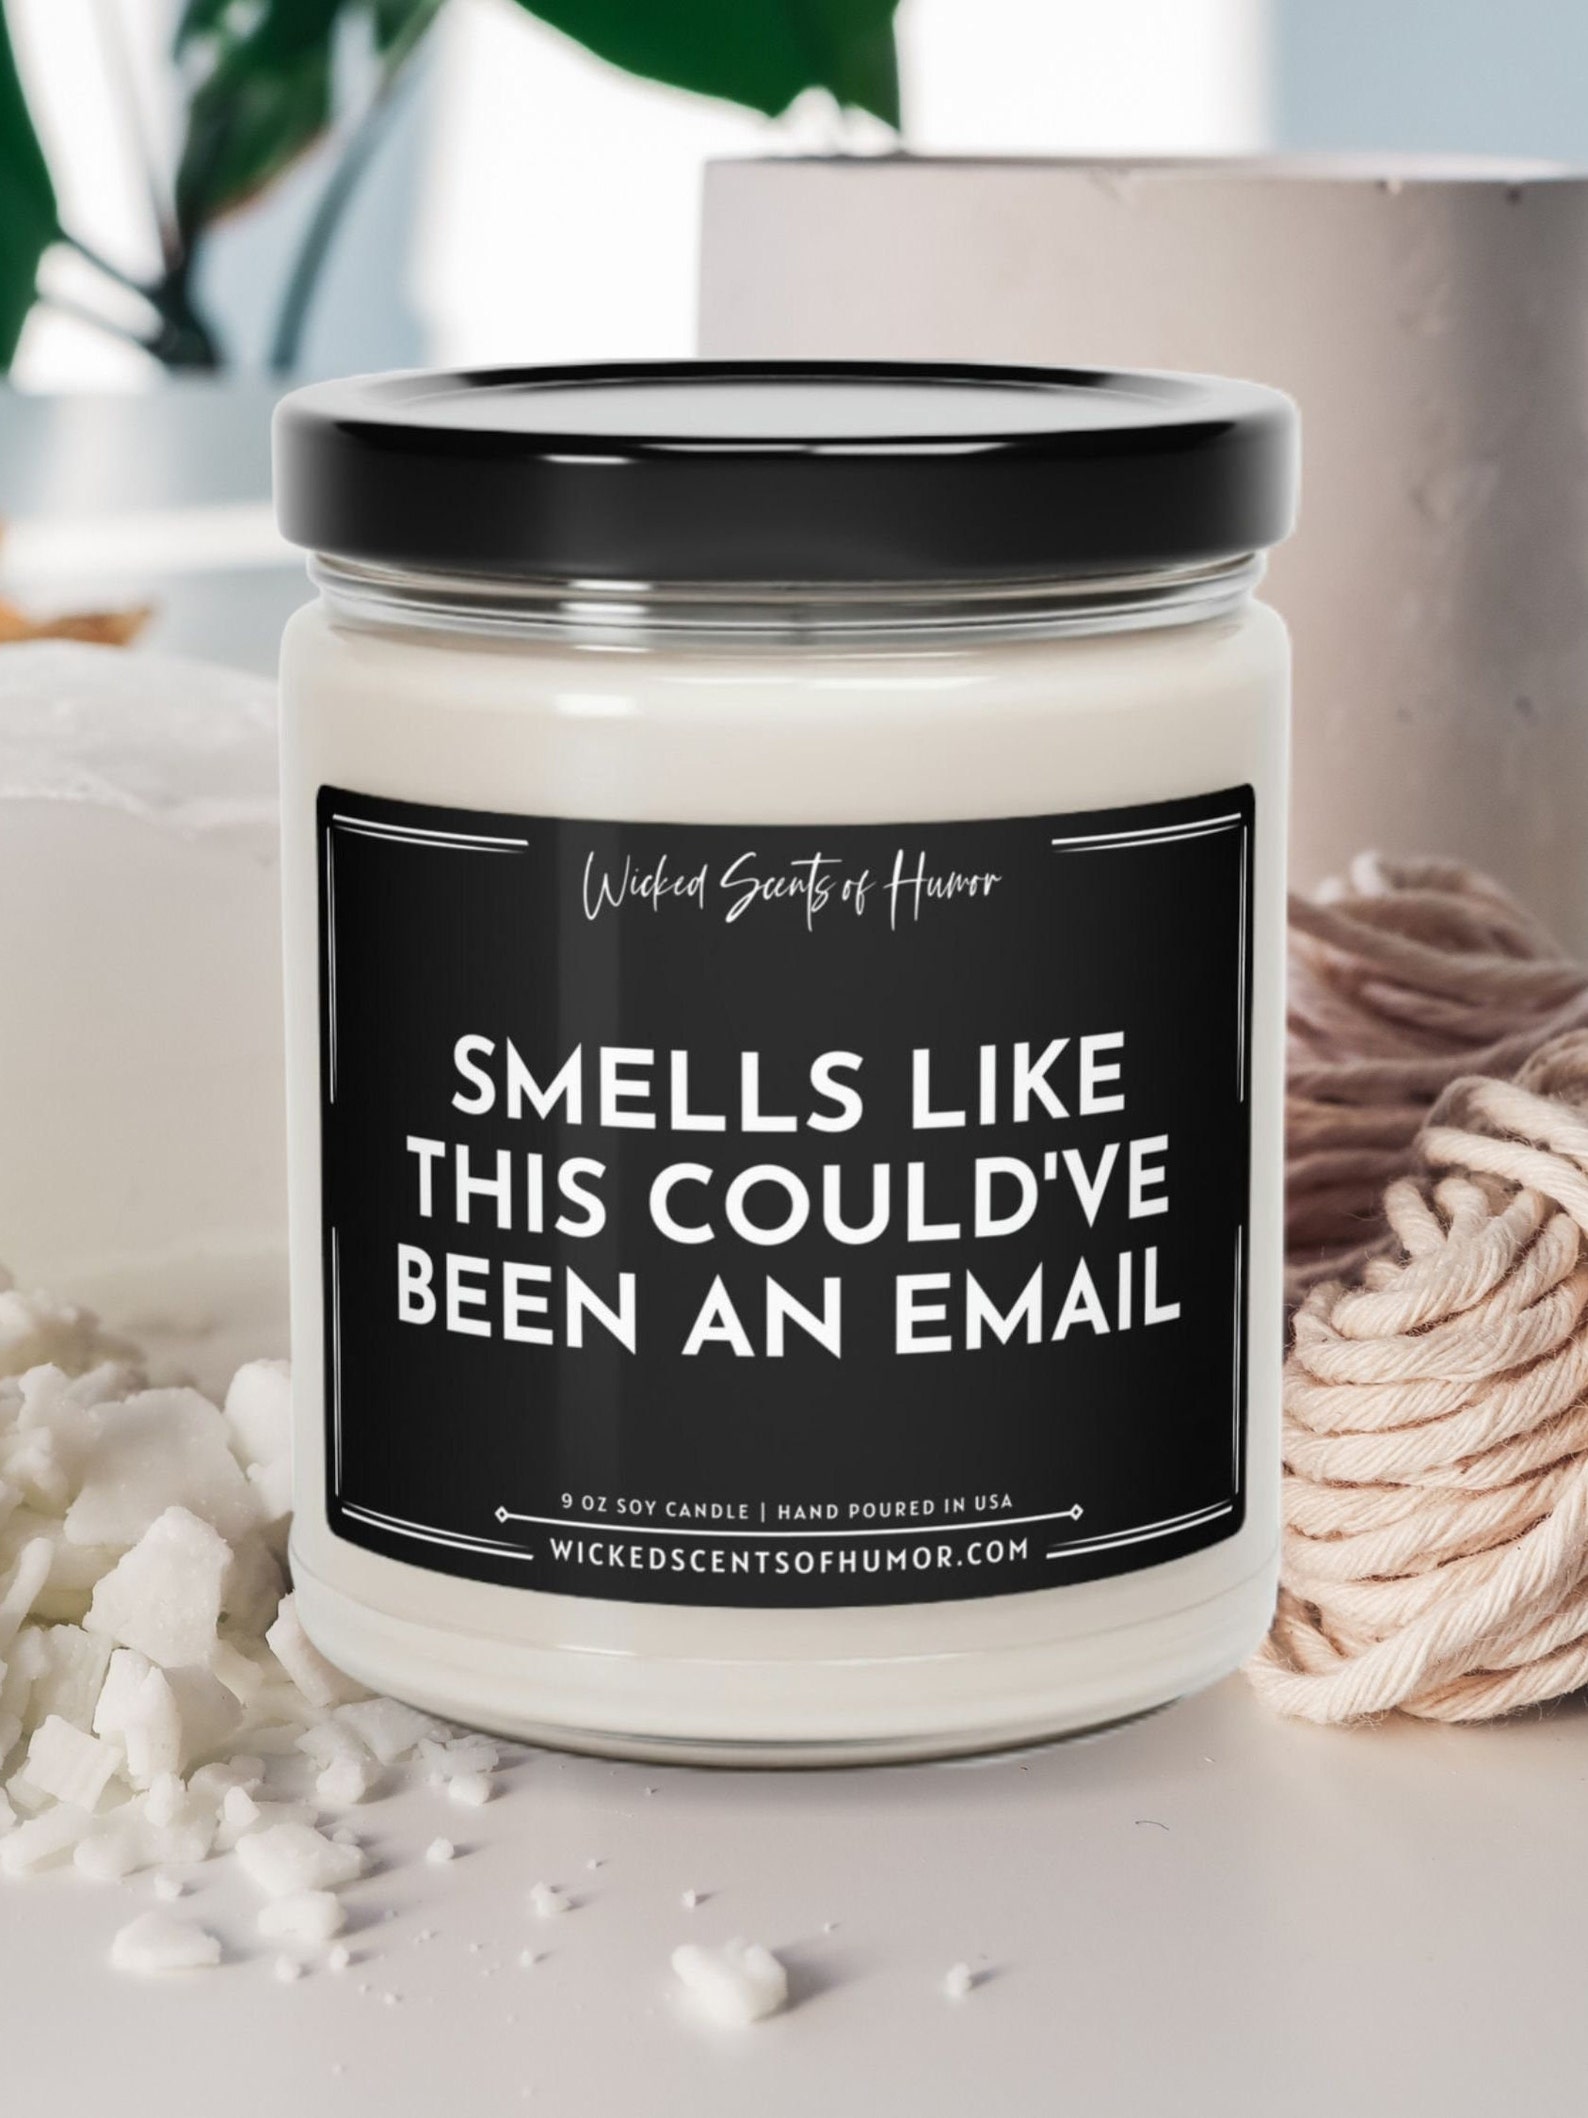 Wicked Scents of Humor
SMELLS LIKE
THIS COULD'VE
BEEN AN EMAIL
9 OZ SOY CANDLE | HAND POURED IN USA
WICKEDSCENTSOFHUMOR.COM